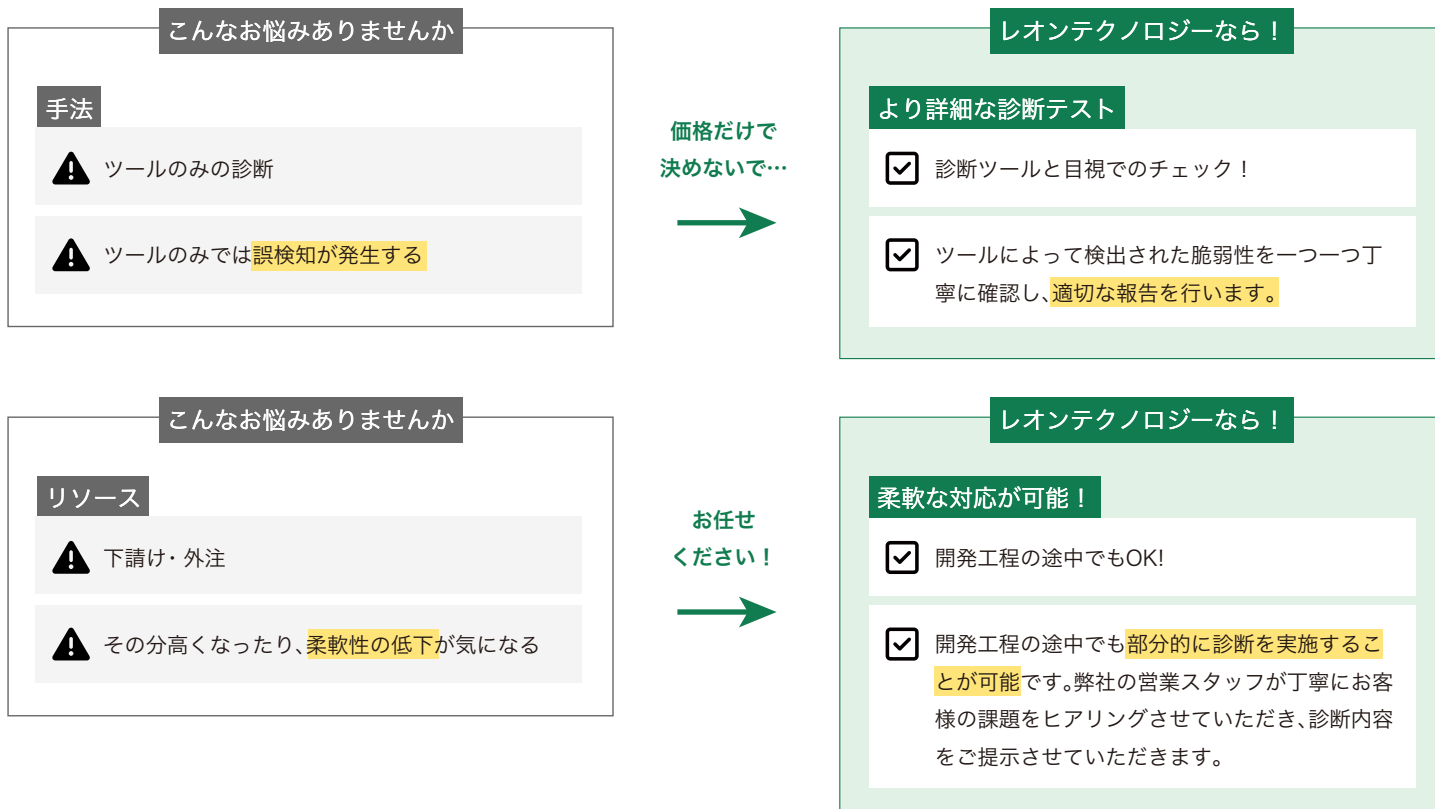 こんなお悩みありませんか
手法
ツールのみの診断
ツールのみでは誤検知が発生する
価格だけで
決めないで…
レオンテクノロジーなら！
より詳細な診断テスト
診断ツールと目視でのチェック！
ツールによって検出された脆弱性を一つ一つ丁
寧に確認し、適切な報告を行います。
こんなお悩みありませんか
リソース
下請け・外注
その分高くなったり、柔軟性の低下が気になる
お任せ
ください！
レオンテクノロジーなら！
柔軟な対応が可能！
開発工程の途中でもOK!
開発工程の途中でも部分的に診断を実施するこ
とが可能です。弊社の営業スタッフが丁寧にお客
様の課題をヒアリングさせていただき、診断内容
をご提示させていただきます。